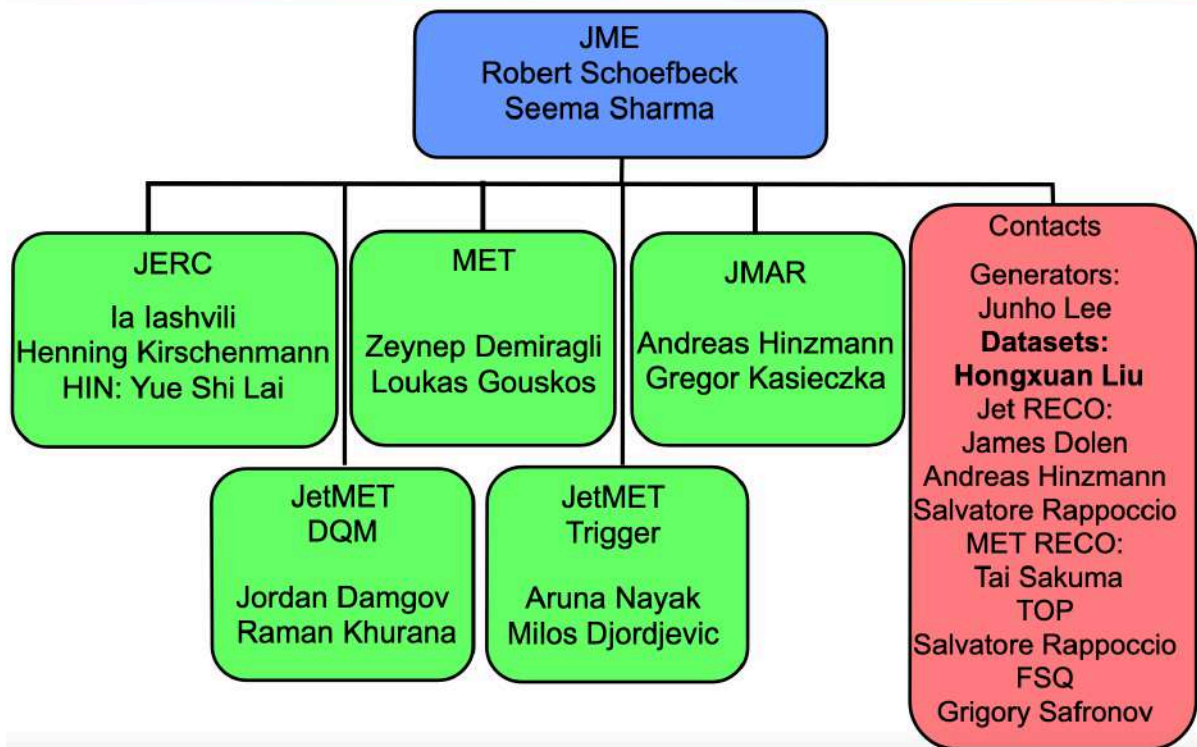 JME
Robert Schoefbeck
Seema Sharma
JERC
Ia Iashvili
Henning Kirschenmann
HIN: Yue Shi Lai
MET
Zeynep Demiragli
Loukas Gouskos
JMAR
Andreas Hinzmann
Gregor Kasieczka
Contacts
Generators:
Junho Lee
Datasets:
Hongxuan Liu
Jet RECO:
James Dolen
Andreas Hinzmann
Salvatore Rappoccio
MET RECO:
Tai Sakuma
TOP
Salvatore Rappoccio
FSQ
Grigory Safronov
JetMET
DQM
Jordan Damgov
Raman Khurana
JetMET
Trigger
Aruna Nayak
Milos Djordjevic